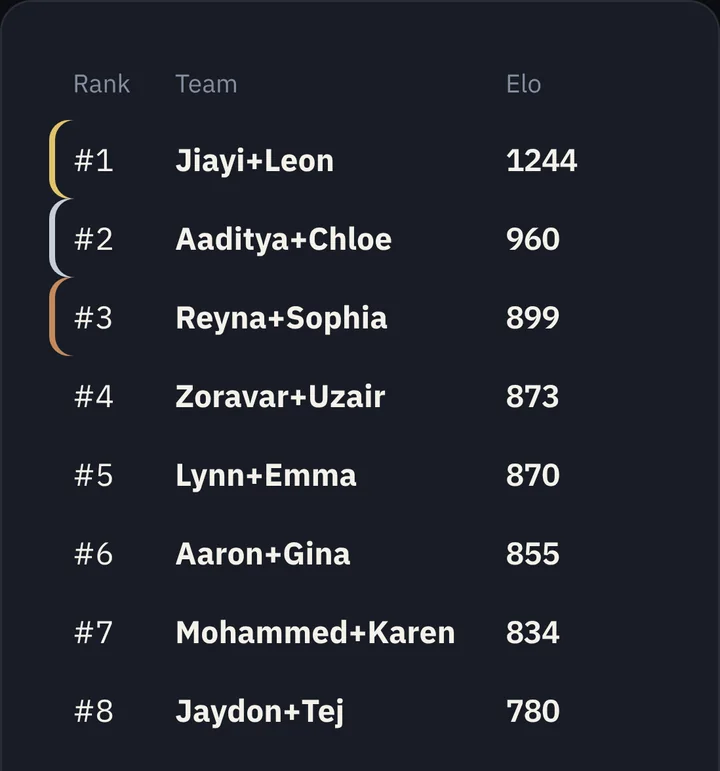 Rank Team Elo
#1 Jiayi+Leon 1244
#2 Aaditya+Chloe 960
#3 Reyna+Sophia 899
#4 Zoravar+Uzair 873
#5 Lynn+Emma 870
#6 Aaron+Gina 855
#7 Mohammed+Karen 834
#8 Jaydon+Tej 780